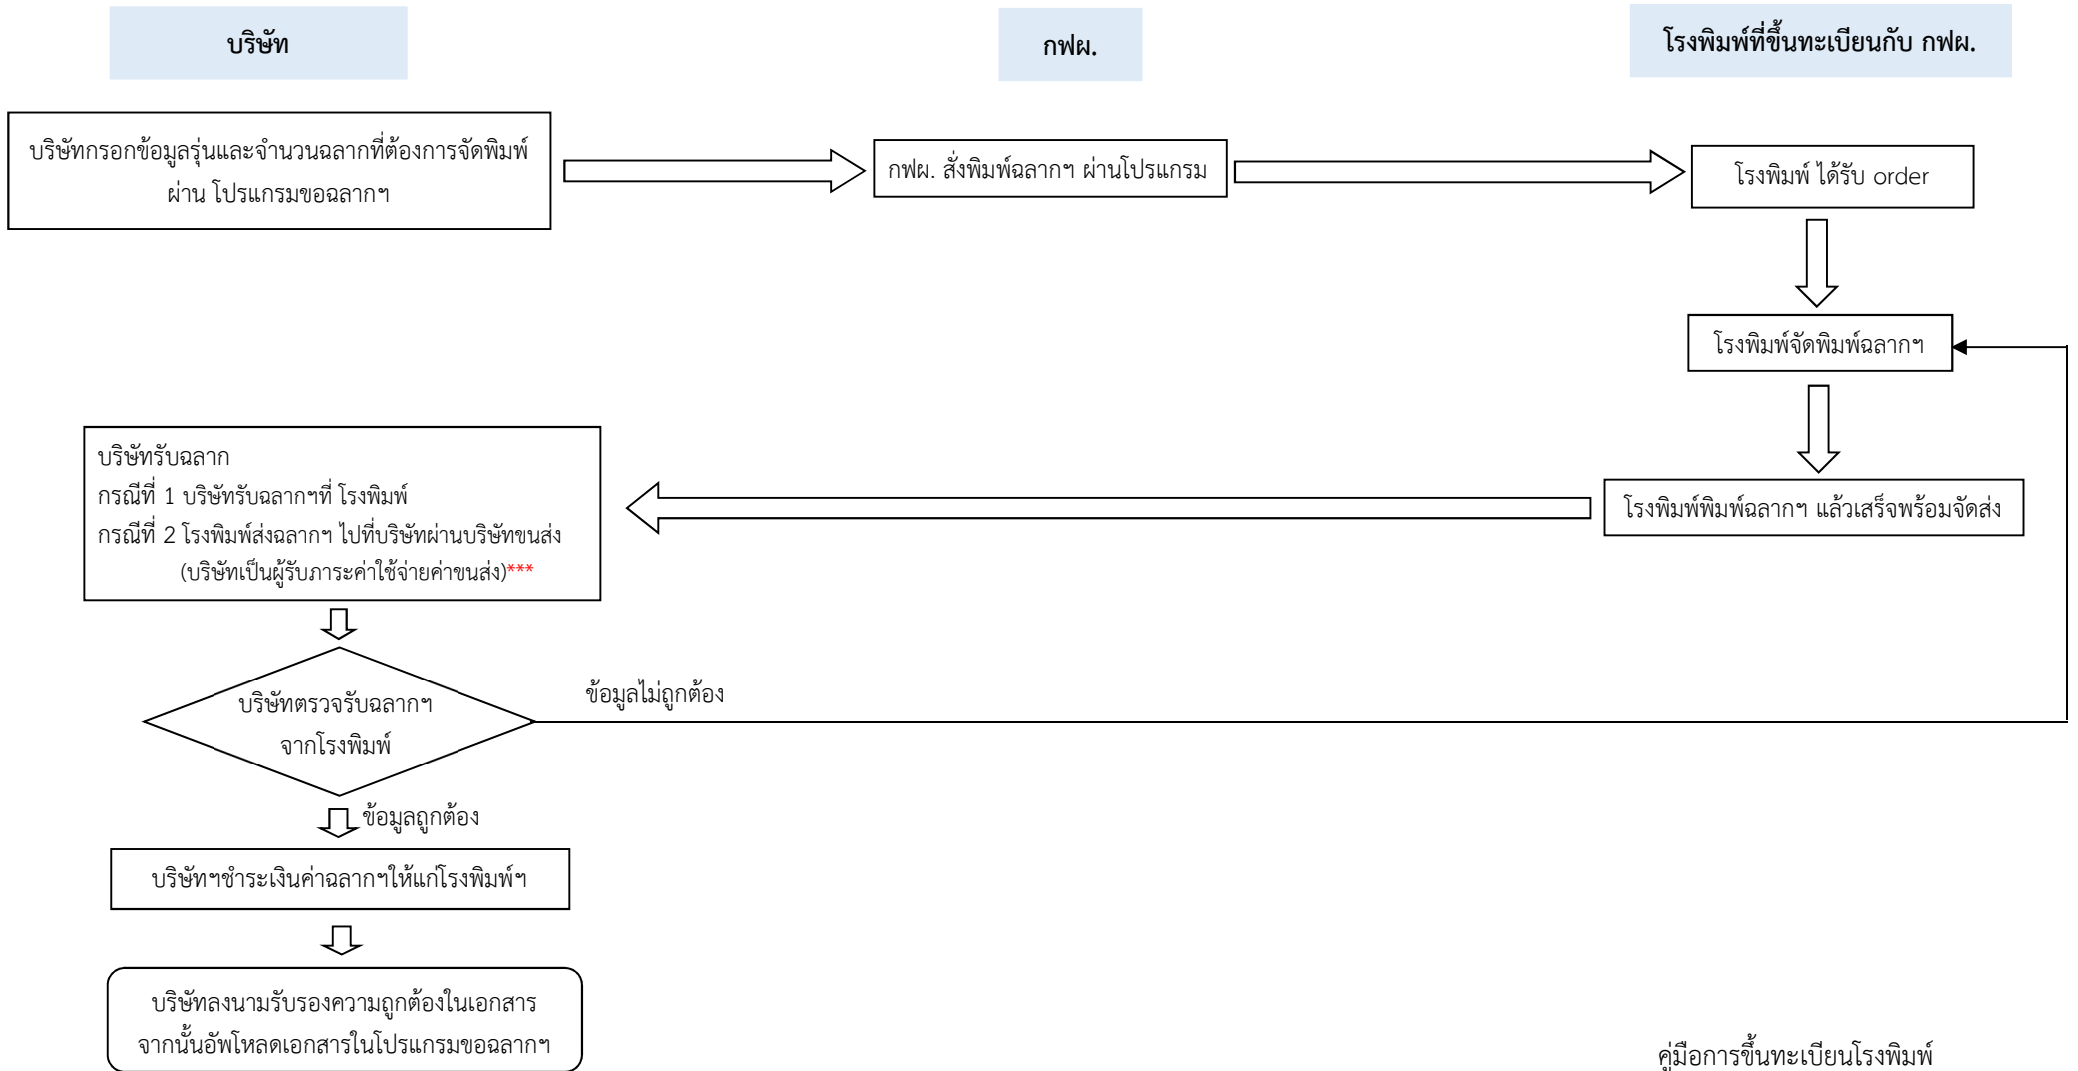 บริษัท
กฟผ.
โรงพิมพ์ที่ขึ้นทะเบียนกับ กฟผ.
บริษัทกรอกข้อมูลรุ่นและจำนวนฉลากที่ต้องการจัดพิมพ์
ผ่าน โปรแกรมขอฉลากฯ
กฟผ. สั่งพิมพ์ฉลากฯ ผ่านโปรแกรม
โรงพิมพ์ ได้รับ order
โรงพิมพ์จัดพิมพ์ฉลากฯ
โรงพิมพ์พิมพ์ฉลากฯ แล้วเสร็จพร้อมจัดส่ง
บริษัทรับฉลาก
กรณีที่ 1 บริษัทรับฉลากฯที่ โรงพิมพ์
กรณีที่ 2 โรงพิมพ์ส่งฉลากฯ ไปที่บริษัทผ่านบริษัทขนส่ง
(บริษัทเป็นผู้รับภาระค่าใช้จ่ายค่าขนส่ง)***
บริษัทตรวจรับฉลากฯ
จากโรงพิมพ์
ข้อมูลไม่ถูกต้อง
ข้อมูลถูกต้อง
บริษัทฯชำระเงินค่าฉลากฯให้แก่โรงพิมพ์ฯ
บริษัทลงนามรับรองความถูกต้องในเอกสาร
จากนั้นอัพโหลดเอกสารในโปรแกรมขอฉลากฯ
คู่มือการขึ้นทะเบียนโรงพิมพ์